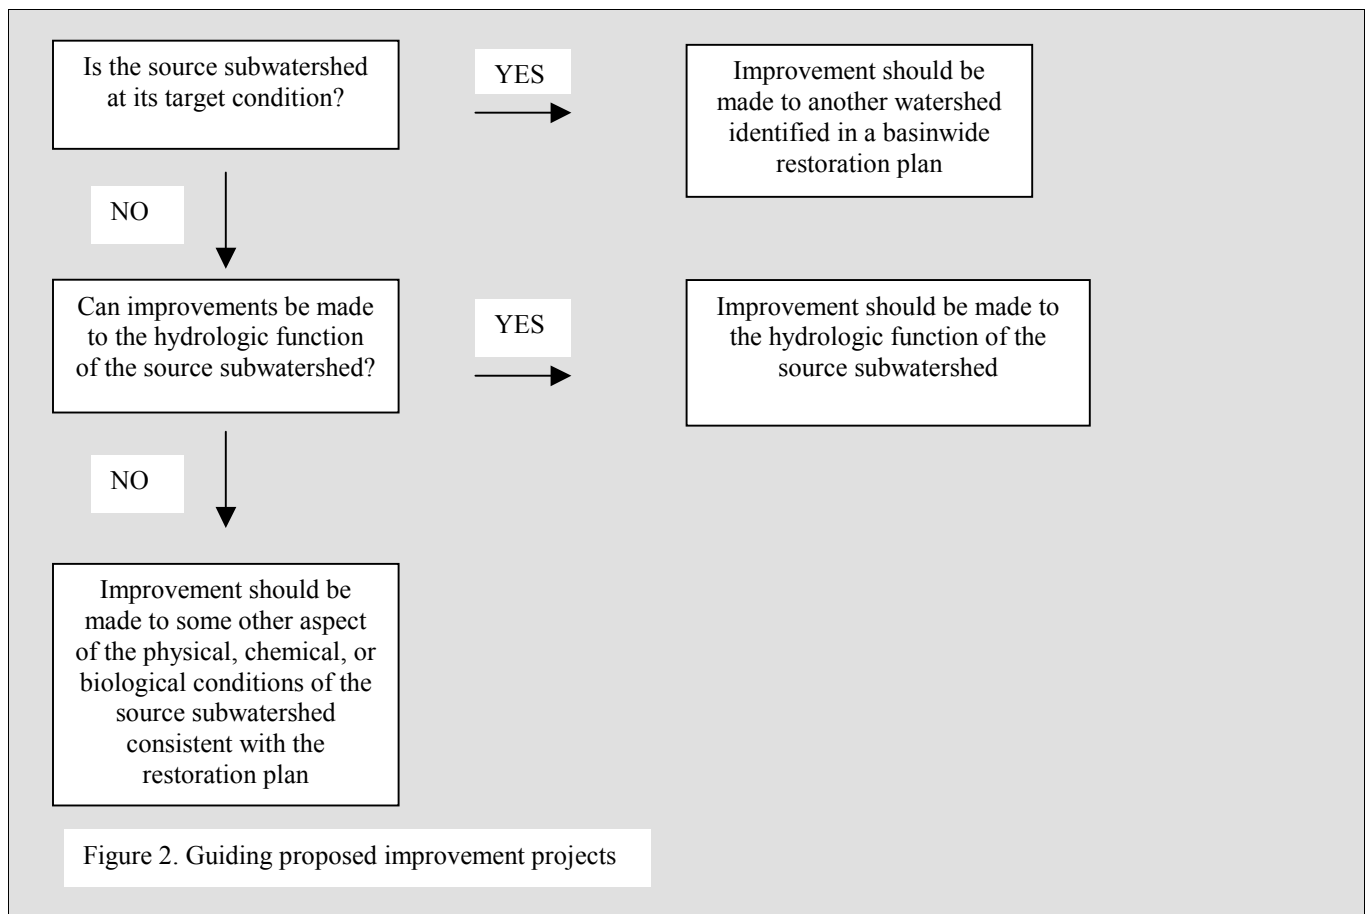 Is the source subwatershed
at its target condition?
YES
Improvement should be
made to another watershed
identified in a basinwide
restoration plan
NO
Can improvements be made
to the hydrologic function
of the source subwatershed?
YES
Improvement should be made to
the hydrologic function of the
source subwatershed
NO
Improvement should be
made to some other aspect
of the physical, chemical, or
biological conditions of the
source subwatershed
consistent with the
restoration plan
Figure 2. Guiding proposed improvement projects